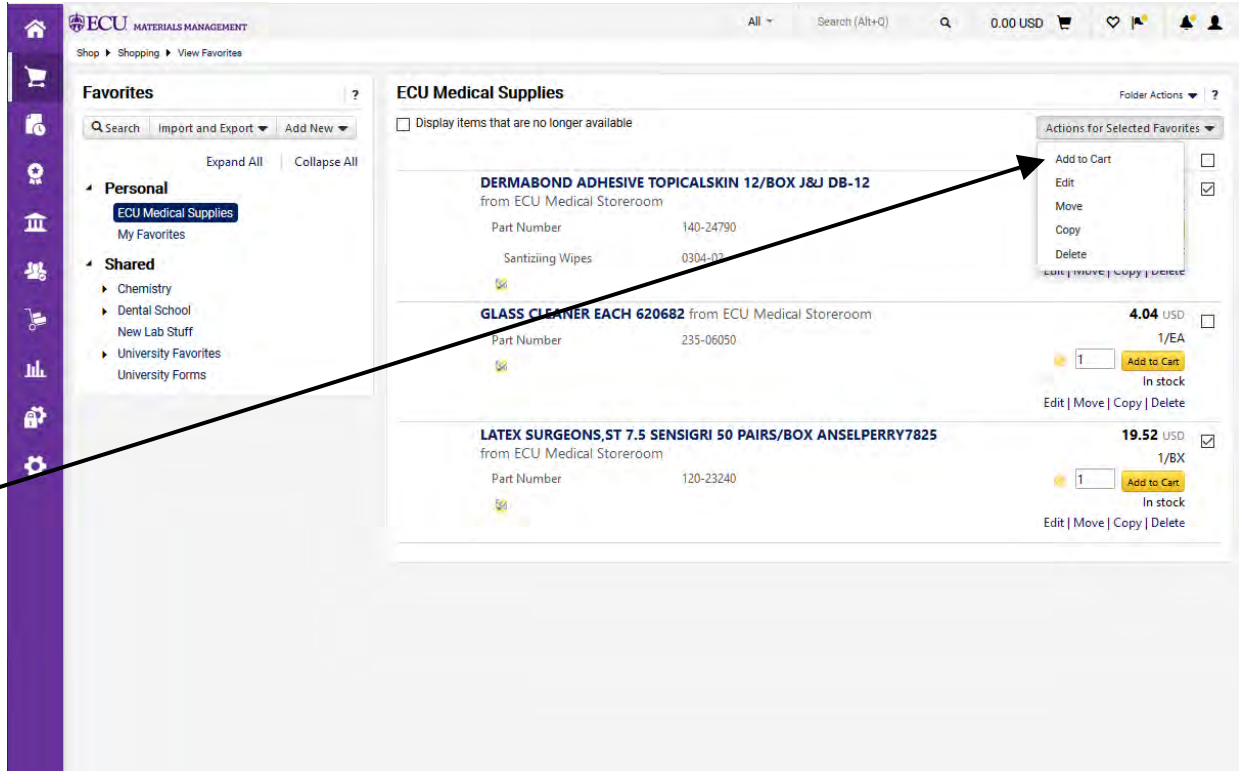 ECU MATERIALS MANAGEMENT
All
Search (Alt+Q)
0.00 USD
Shop ▸ Shopping ▸ View Favorites
Favorites
?
Search
Import and Export
Add New
Expand All | Collapse All
Personal
ECU Medical Supplies
My Favorites
Shared
Chemistry
Dental School
New Lab Stuff
University Favorites
University Forms
ECU Medical Supplies
Folder Actions
?
Display items that are no longer available
Actions for Selected Favorites
Add to Cart
Edit
Move
Copy
Delete
DERMABOND ADHESIVE TOPICALSKIN 12/BOX J&J DB-12
from ECU Medical Storeroom
Part Number 140-24790
Santiziing Wipes 0304-02
Edit | Move | Copy | Delete
GLASS CLEANER EACH 620682 from ECU Medical Storeroom
4.04 USD
Part Number 235-06050
1/EA
1 Add to Cart
In stock
Edit | Move | Copy | Delete
LATEX SURGEONS,ST 7.5 SENSIGRI 50 PAIRS/BOX ANSELPERRY7825
19.52 USD
from ECU Medical Storeroom
1/BX
Part Number 120-23240
1 Add to Cart
In stock
Edit | Move | Copy | Delete